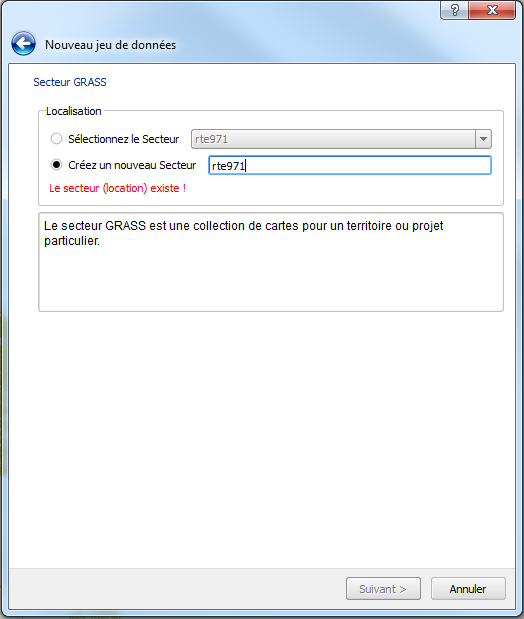 Nouveau jeu de données
Secteur GRASS
Localisation
Sélectionnez le Secteur rte971
Créez un nouveau Secteur rte971
Le secteur (location) existe !
Le secteur GRASS est une collection de cartes pour un territoire ou projet
particulier.
Suivant > Annuler